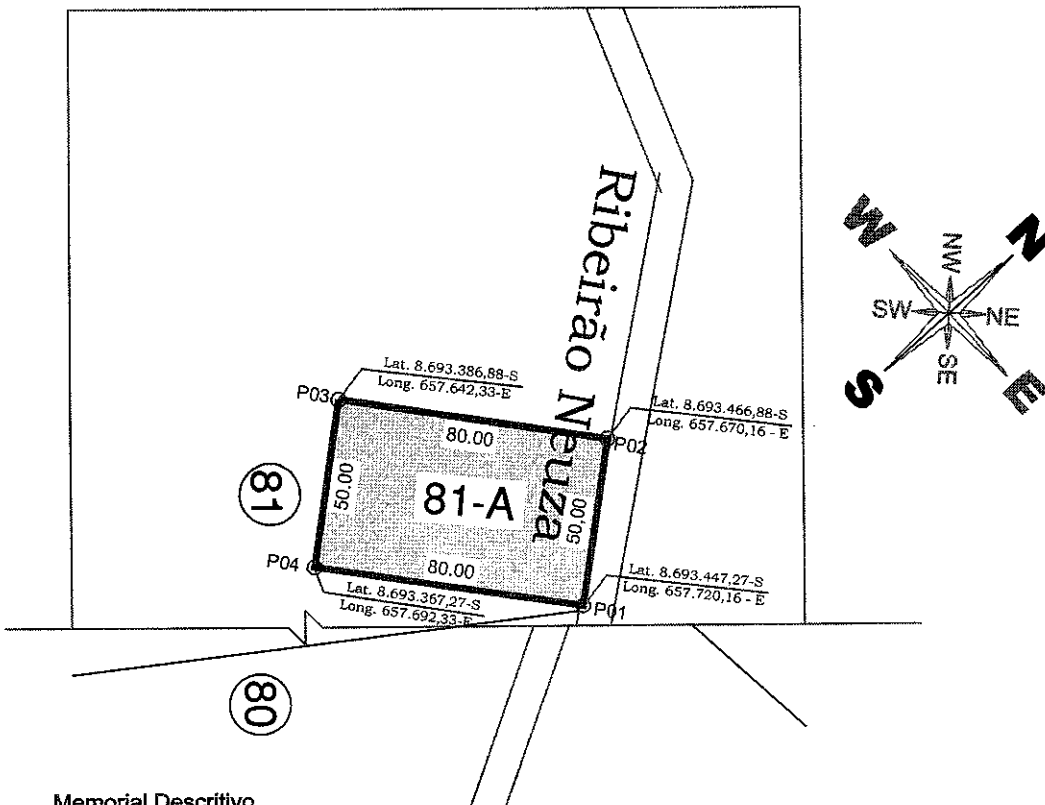 Ribeirão Neuza
W
N
NW
SW
NE
SE
S
E
Lat. 8.693.386,88-S
Long. 657.642,33-E
P03
Lat. 8.693.466,88-S
Long. 657.670,16 - E
P02
80.00
81
50.00
81-A
50,00
P04
80.00
Lat. 8.693.447,27-S
Long. 657.720,16 - E
P01
Lat. 8.693.367,27-S
Long. 657.692,33-E
80
Memorial Descritivo